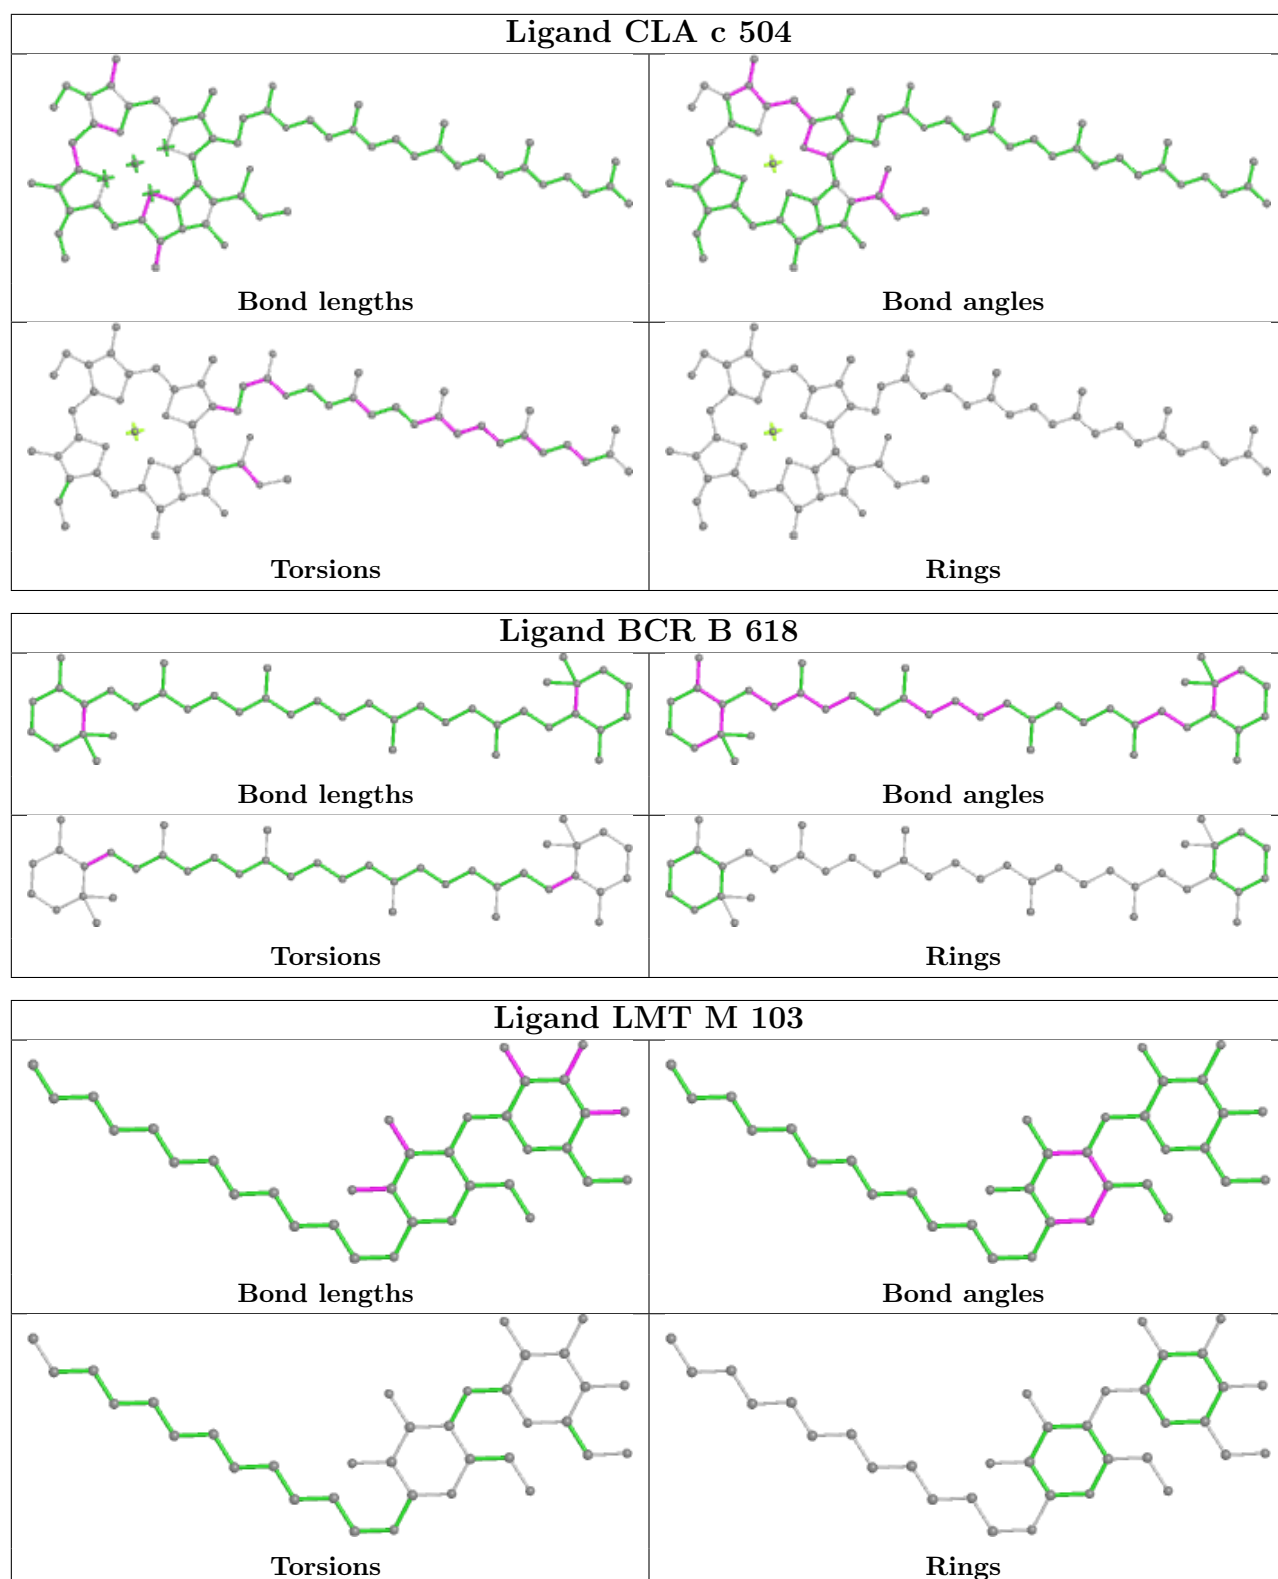 Ligand CLA c 504
Bond lengths
Bond angles
Torsions
Rings
Ligand BCR B 618
Bond lengths
Bond angles
Torsions
Rings
Ligand LMT M 103
Bond lengths
Bond angles
Torsions
Rings